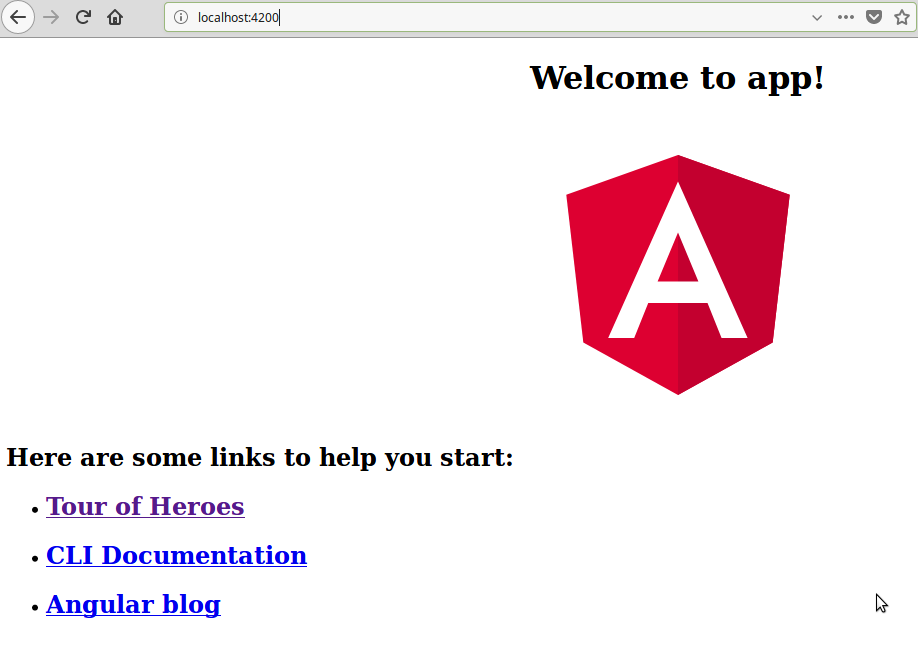 localhost:4200
Welcome to app!
A
Here are some links to help you start:
Tour of Heroes
CLI Documentation
Angular blog